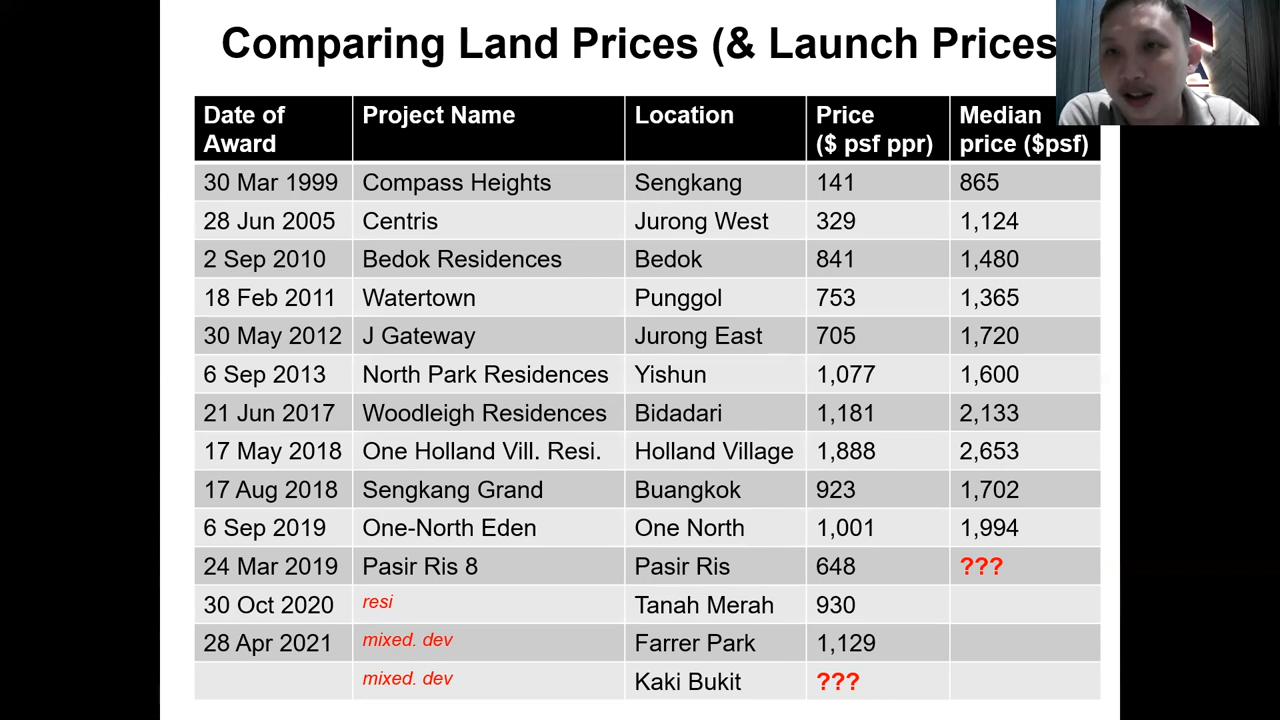 Comparing Land Prices (& Launch Prices
Date of Award | Project Name | Location | Price ($ psf ppr) | Median price ($psf)
30 Mar 1999 | Compass Heights | Sengkang | 141 | 865
28 Jun 2005 | Centris | Jurong West | 329 | 1,124
2 Sep 2010 | Bedok Residences | Bedok | 841 | 1,480
18 Feb 2011 | Watertown | Punggol | 753 | 1,365
30 May 2012 | J Gateway | Jurong East | 705 | 1,720
6 Sep 2013 | North Park Residences | Yishun | 1,077 | 1,600
21 Jun 2017 | Woodleigh Residences | Bidadari | 1,181 | 2,133
17 May 2018 | One Holland Vill. Resi. | Holland Village | 1,888 | 2,653
17 Aug 2018 | Sengkang Grand | Buangkok | 923 | 1,702
6 Sep 2019 | One-North Eden | One North | 1,001 | 1,994
24 Mar 2019 | Pasir Ris 8 | Pasir Ris | 648 | ???
30 Oct 2020 | resi | Tanah Merah | 930
28 Apr 2021 | mixed. dev | Farrer Park | 1,129
mixed. dev | Kaki Bukit | ???